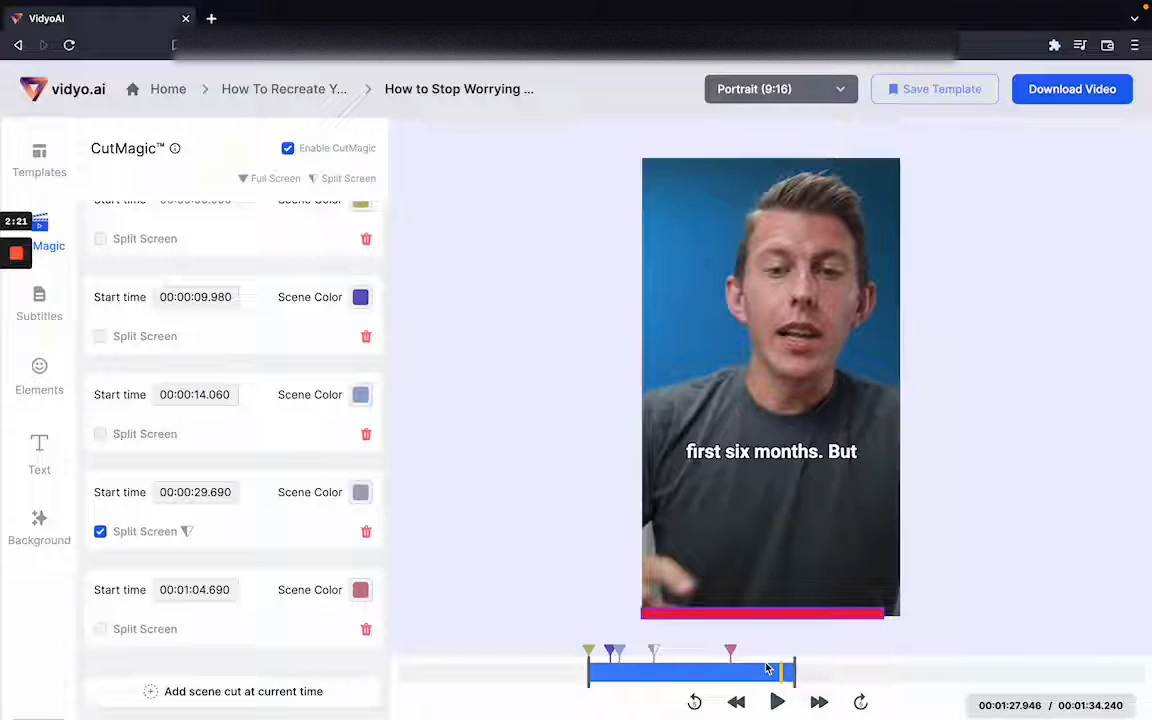 VidyoAI
vidyo.ai
Home
How To Recreate Y...
How to Stop Worrying ...
Portrait (9:16)
Save Template
Download Video
Templates
CutMagic™
Enable CutMagic
Full Screen
Split Screen
2:21
Magic
Subtitles
Elements
Text
Background
Start time
Scene Color
Split Screen
Start time 00:00:09.980 Scene Color
Split Screen
Start time 00:00:14.060 Scene Color
Split Screen
Start time 00:00:29.690 Scene Color
Split Screen
Start time 00:01:04.690 Scene Color
Split Screen
Add scene cut at current time
first six months. But
00:01:27.946 / 00:01:34.240